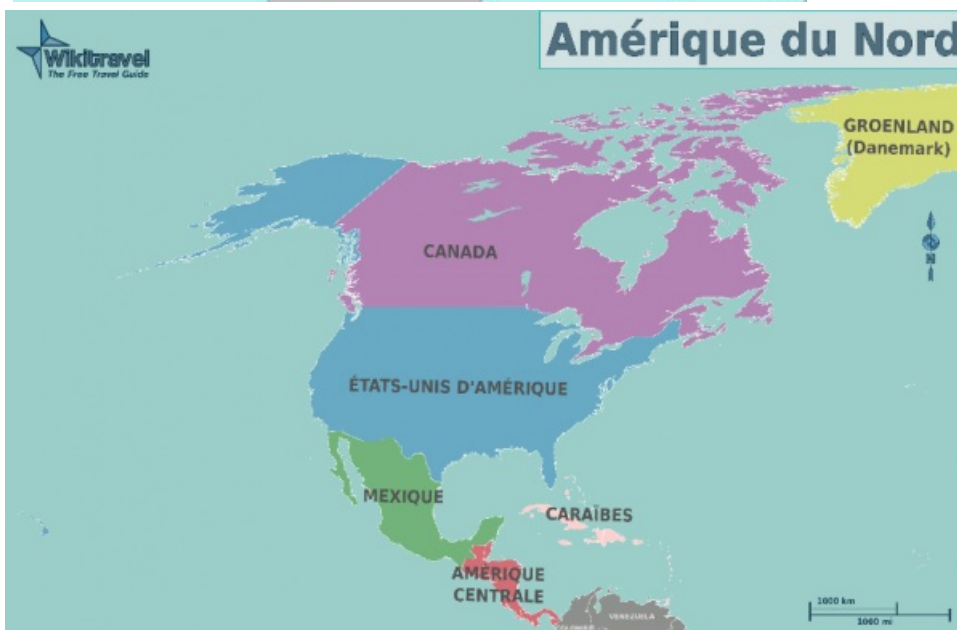 Wikitravel
The Free Travel Guide
Amérique du Nord
GROENLAND
(Danemark)
CANADA
N
ÉTATS-UNIS D'AMÉRIQUE
MEXIQUE
CARAÏBES
AMÉRIQUE
CENTRALE
VENEZUELA
1000 km
1000 mi